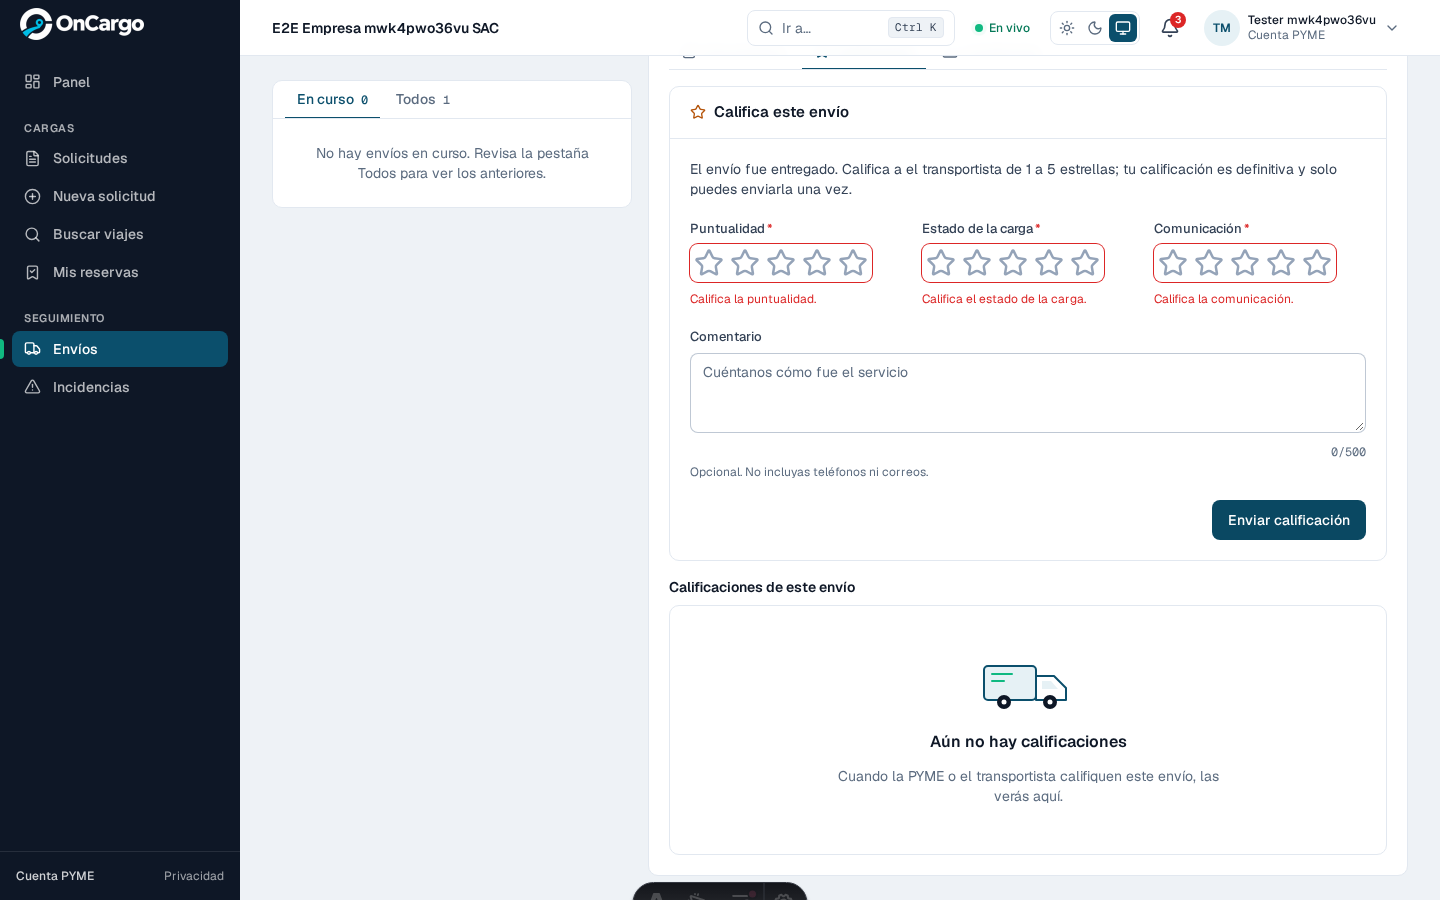 OnCargo
E2E Empresa mwk4pwo36vu SAC
Ir a...
Ctrl K
En vivo
3
TM
Tester mwk4pwo36vu
Cuenta PYME
Panel
CARGAS
Solicitudes
Nueva solicitud
Buscar viajes
Mis reservas
SEGUIMIENTO
Envíos
Incidencias
Cuenta PYME
Privacidad
En curso 0
Todos 1
No hay envíos en curso. Revisa la pestaña
Todos para ver los anteriores.
Califica este envío
El envío fue entregado. Califica a el transportista de 1 a 5 estrellas; tu calificación es definitiva y solo
puedes enviarla una vez.
Puntualidad *
Estado de la carga *
Comunicación *
Califica la puntualidad.
Califica el estado de la carga.
Califica la comunicación.
Comentario
Cuéntanos cómo fue el servicio
0/500
Opcional. No incluyas teléfonos ni correos.
Enviar calificación
Calificaciones de este envío
Aún no hay calificaciones
Cuando la PYME o el transportista califiquen este envío, las
verás aquí.